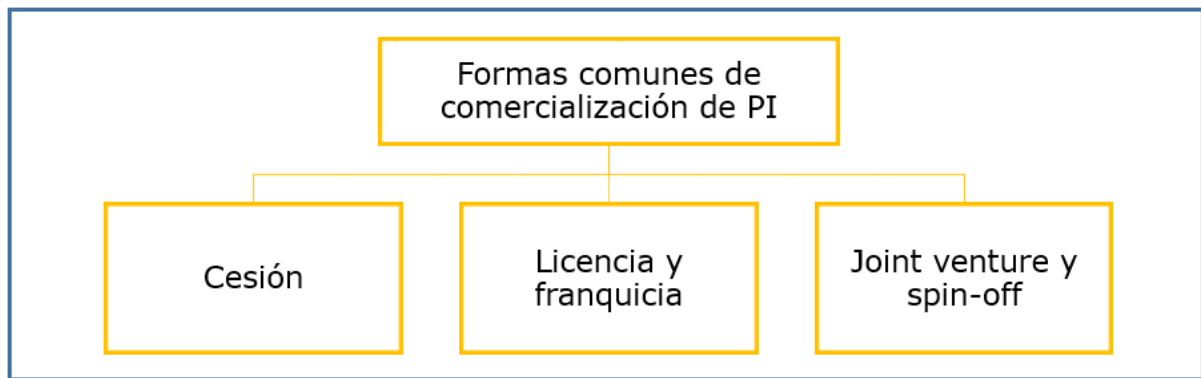 Formas comunes de
comercialización de PI
Cesión
Licencia y
franquicia
Joint venture y
spin-off